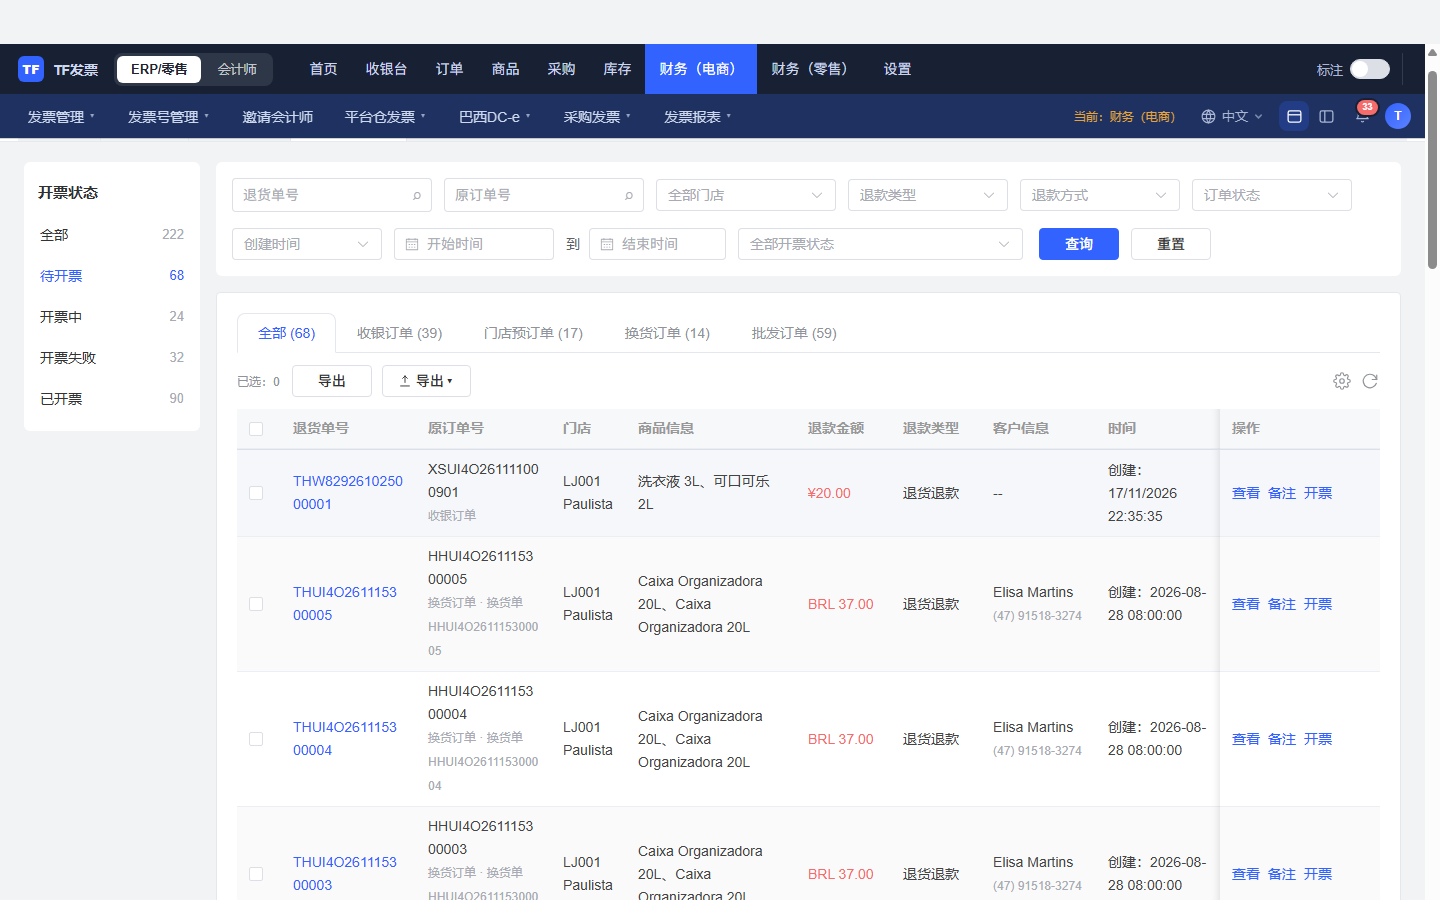 TF TF发票 ERP/零售 会计师 首页 收银台 订单 商品 采购 库存 财务（电商） 财务（零售） 设置 标注
发票管理 发票号管理 邀请会计师 平台仓发票 巴西DC-e 采购发票 发票报表 当前：财务（电商） 中文 33 T
开票状态
全部 222
待开票 68
开票中 24
开票失败 32
已开票 90
退货单号 原订单号 全部门店 退款类型 退款方式 订单状态
创建时间 开始时间 到 结束时间 全部开票状态 查询 重置
全部 (68) 收银订单 (39) 门店预订单 (17) 换货订单 (14) 批发订单 (59)
已选：0 导出 导出
退货单号 原订单号 门店 商品信息 退款金额 退款类型 客户信息 时间 操作
THW8292610250
00001
XSUI4O26111100
0901
收银订单
LJ001
Paulista
洗衣液 3L、可口可乐
2L
¥20.00
退货退款
--
创建：
17/11/2026
22:35:35
查看 备注 开票
THUI4O2611153
00005
HHUI4O2611153
00005
换货订单 · 换货单
HHUI4O2611153000
05
LJ001
Paulista
Caixa Organizadora
20L、Caixa
Organizadora 20L
BRL 37.00
退货退款
Elisa Martins
(47) 91518-3274
创建：2026-08-
28 08:00:00
查看 备注 开票
THUI4O2611153
00004
HHUI4O2611153
00004
换货订单 · 换货单
HHUI4O2611153000
04
LJ001
Paulista
Caixa Organizadora
20L、Caixa
Organizadora 20L
BRL 37.00
退货退款
Elisa Martins
(47) 91518-3274
创建：2026-08-
28 08:00:00
查看 备注 开票
THUI4O2611153
00003
HHUI4O2611153
00003
换货订单 · 换货单
HHUI4O2611153000
LJ001
Paulista
Caixa Organizadora
20L、Caixa
Organizadora 20L
BRL 37.00
退货退款
Elisa Martins
(47) 91518-3274
创建：2026-08-
28 08:00:00
查看 备注 开票